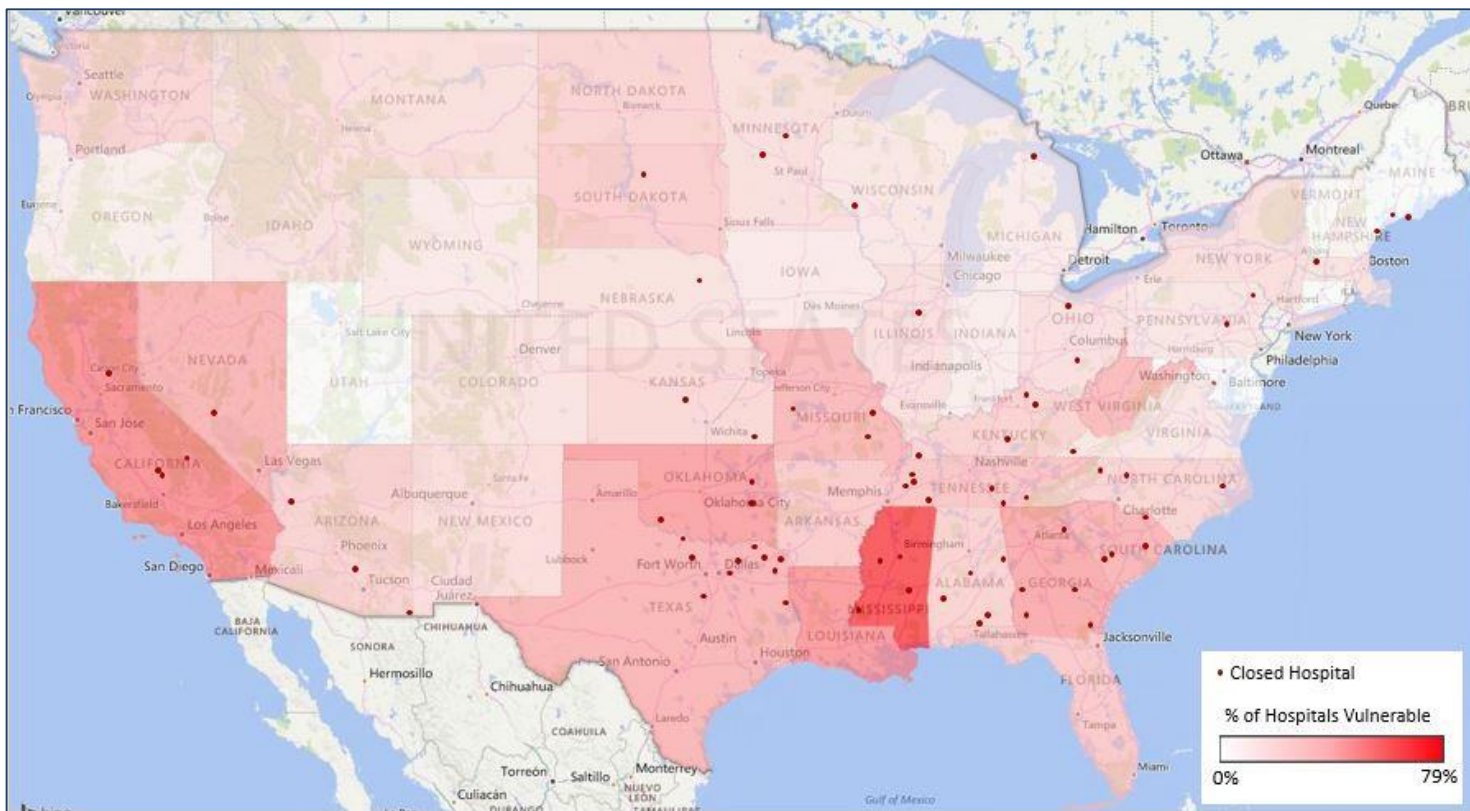 Vancouver
Victoria
Seattle
Olympia
WASHINGTON
Portland
OREGON
Boise
IDAHO
MONTANA
Helena
NORTH DAKOTA
Bismarck
MINNESOTA
Duluth
St Paul
SOUTH DAKOTA
Sioux Falls
WISCONSIN
MICHIGAN
Milwaukee
Chicago
Detroit
Hamilton
Toronto
Ottawa
Montreal
Quebec
MAINE
VERMONT
NEW
HAMPSHIRE
Boston
NEW YORK
Hartford
Erie
PENNSYLVANIA
Harrisburg
New York
Philadelphia
Baltimore
Washington
WYOMING
Cheyenne
NEBRASKA
Lincoln
IOWA
Des Moines
ILLINOIS
INDIANA
Indianapolis
OHIO
Columbus
UNITED STATES
NEVADA
Carson City
Sacramento
San Jose
CALIFORNIA
Bakersfield
Los Angeles
San Diego
Mexicali
Las Vegas
UTAH
Salt Lake City
COLORADO
Denver
KANSAS
Topeka
Wichita
MISSOURI
Jefferson City
Evansville
Frankfort
KENTUCKY
WEST VIRGINIA
VIRGINIA
Nashville
TENNESSEE
Memphis
NORTH CAROLINA
Charlotte
SOUTH CAROLINA
ARIZONA
Phoenix
Tucson
Albuquerque
Santa Fe
NEW MEXICO
Ciudad
Juárez
Amarillo
Lubbock
OKLAHOMA
Oklahoma City
ARKANSAS
Fort Worth
Dallas
TEXAS
Austin
San Antonio
Houston
Laredo
LOUISIANA
MISSISSIPPI
Birmingham
ALABAMA
Atlanta
GEORGIA
Tallahassee
Jacksonville
FLORIDA
Tampa
Miami
BAJA
CALIFORNIA
SONORA
Hermosillo
CHIHUAHUA
Chihuahua
COAHUILA
Torreón
Saltillo
Monterrey
NUEVO
LEÓN
TAMAULIPAS
Culiacán
DURANGO
Gulf of Mexico
Closed Hospital
% of Hospitals Vulnerable
0%
79%